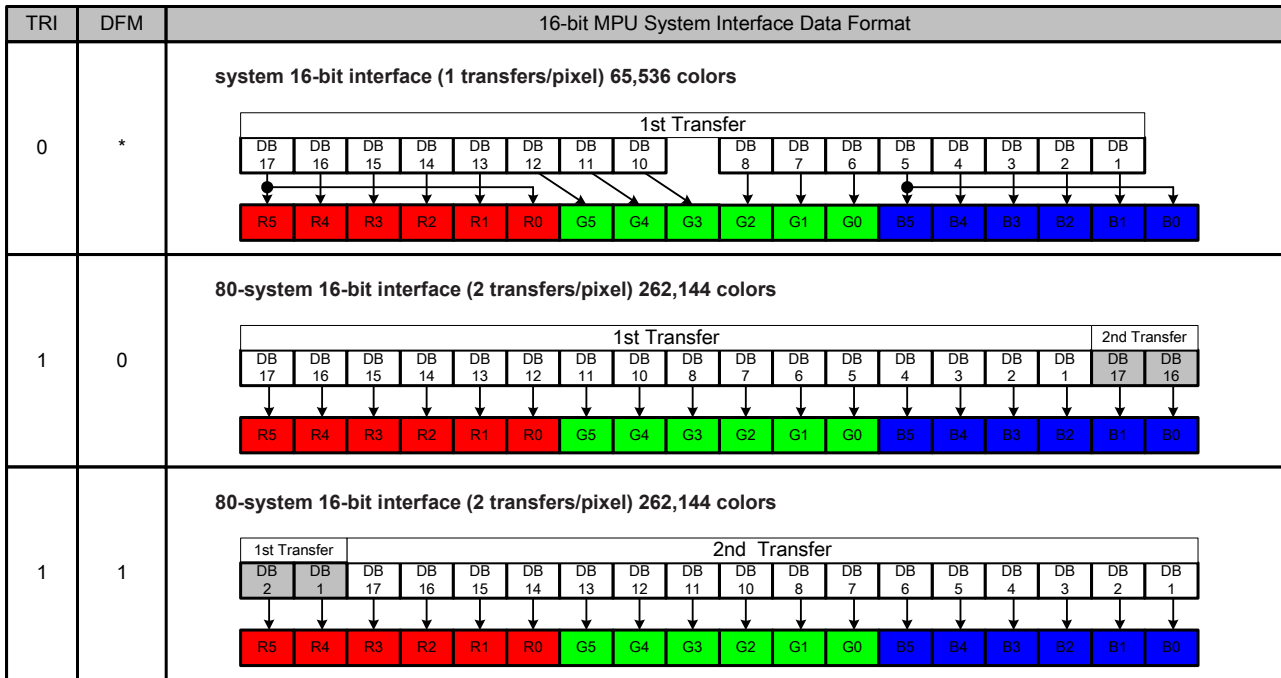 TRI DFM 16-bit MPU System Interface Data Format
system 16-bit interface (1 transfers/pixel) 65,536 colors
0 *
1st Transfer
DB 17 DB 16 DB 15 DB 14 DB 13 DB 12 DB 11 DB 10 DB 8 DB 7 DB 6 DB 5 DB 4 DB 3 DB 2 DB 1
R5 R4 R3 R2 R1 R0 G5 G4 G3 G2 G1 G0 B5 B4 B3 B2 B1 B0
80-system 16-bit interface (2 transfers/pixel) 262,144 colors
1 0
1st Transfer 2nd Transfer
DB 17 DB 16 DB 15 DB 14 DB 13 DB 12 DB 11 DB 10 DB 8 DB 7 DB 6 DB 5 DB 4 DB 3 DB 2 DB 1 DB 17 DB 16
R5 R4 R3 R2 R1 R0 G5 G4 G3 G2 G1 G0 B5 B4 B3 B2 B1 B0
80-system 16-bit interface (2 transfers/pixel) 262,144 colors
1 1
1st Transfer 2nd Transfer
DB 2 DB 1 DB 17 DB 16 DB 15 DB 14 DB 13 DB 12 DB 11 DB 10 DB 8 DB 7 DB 6 DB 5 DB 4 DB 3 DB 2 DB 1
R5 R4 R3 R2 R1 R0 G5 G4 G3 G2 G1 G0 B5 B4 B3 B2 B1 B0